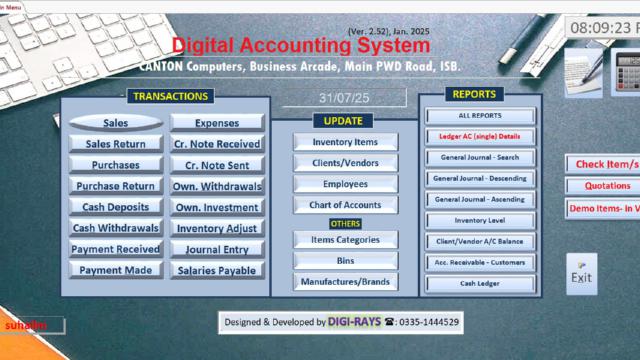 in Menu
(Ver. 2.52), Jan. 2025
Digital Accounting System
CANTON Computers, Business Arcade, Main PWD Road, ISB.
08:09:23
31/07/25
TRANSACTIONS
Sales
Expenses
Sales Return
Cr. Note Received
Purchases
Cr. Note Sent
Purchase Return
Own. Withdrawals
Cash Deposits
Own. Investment
Cash Withdrawals
Inventory Adjust
Payment Received
Journal Entry
Payment Made
Salaries Payable
UPDATE
Inventory Items
Clients/Vendors
Employees
Chart of Accounts
OTHERS
Items Categories
Bins
Manufactures/Brands
REPORTS
ALL REPORTS
Ledger AC (single) Details
General Journal - Search
General Journal - Descending
General Journal - Ascending
Inventory Level
Client/Vendor A/C Balance
Acc. Receivable - Customers
Cash Ledger
Check Item/s
Quotations
Demo Items- in V
Exit
suhailm
Designed & Developed by DIGI-RAYS ☎: 0335-1444529